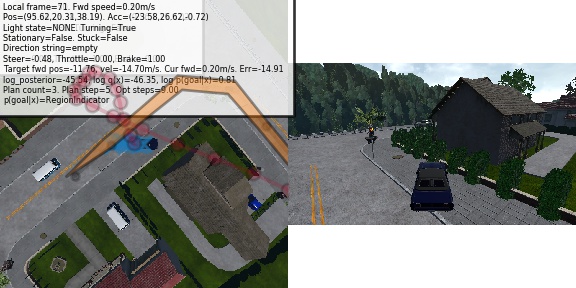 Local frame=71. Fwd speed=0.20m/s
Pos=(95.62,20.31,38.19). Acc=(-23:58,26.62,-0.72)
Light state=NONE. Turning=True
Stationary=False. Stuck=False
Direction string=empty
Steer=-0.48, Throttle=0.00, Brake=1.00
Target fwd pos=-11.76, vel=-14.70m/s. Cur fwd=0.20m/s. Err=-14.91
log_posterior=-45.54, log q(x)=-46.35, log p(goal|x)=0.81
Plan count=3. Plan step=5. Opt steps=9.00
p(goal|x)=RegionIndicator